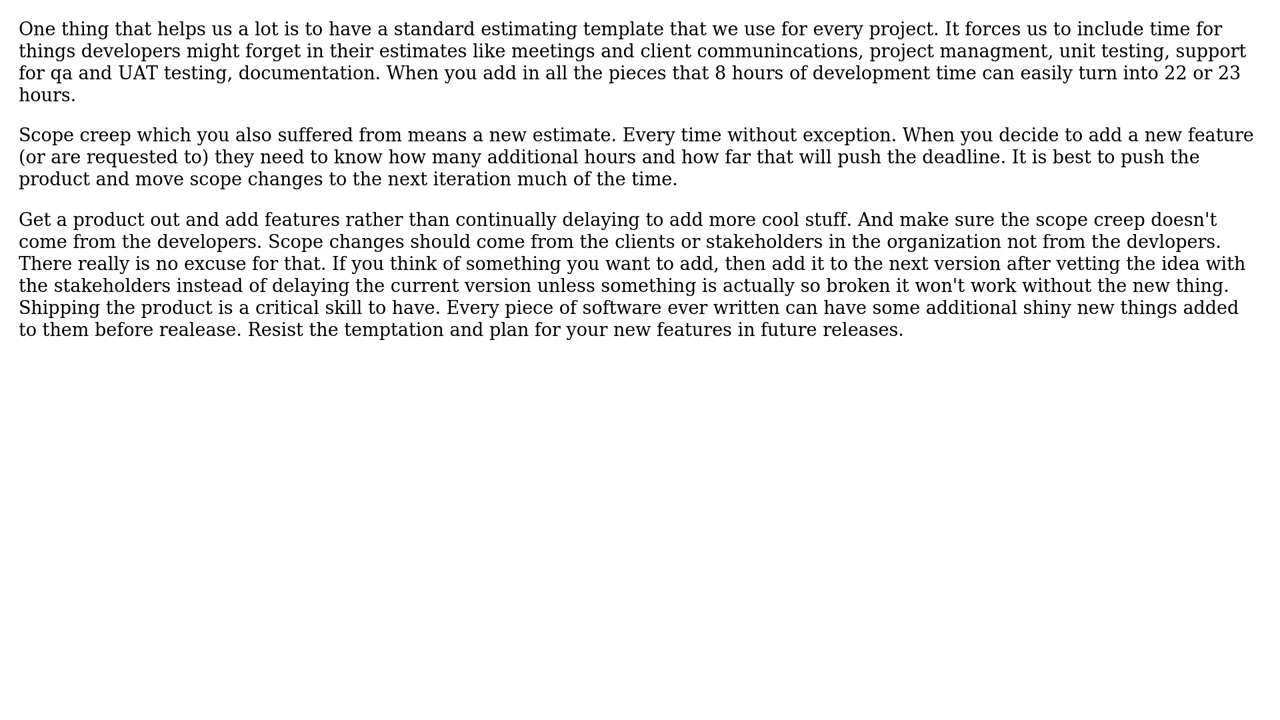 One thing that helps us a lot is to have a standard estimating template that we use for every project. It forces us to include time for
things developers might forget in their estimates like meetings and client communincations, project managment, unit testing, support
for qa and UAT testing, documentation. When you add in all the pieces that 8 hours of development time can easily turn into 22 or 23
hours.
Scope creep which you also suffered from means a new estimate. Every time without exception. When you decide to add a new feature
(or are requested to) they need to know how many additional hours and how far that will push the deadline. It is best to push the
product and move scope changes to the next iteration much of the time.
Get a product out and add features rather than continually delaying to add more cool stuff. And make sure the scope creep doesn't
come from the developers. Scope changes should come from the clients or stakeholders in the organization not from the devlopers.
There really is no excuse for that. If you think of something you want to add, then add it to the next version after vetting the idea with
the stakeholders instead of delaying the current version unless something is actually so broken it won't work without the new thing.
Shipping the product is a critical skill to have. Every piece of software ever written can have some additional shiny new things added
to them before realease. Resist the temptation and plan for your new features in future releases.